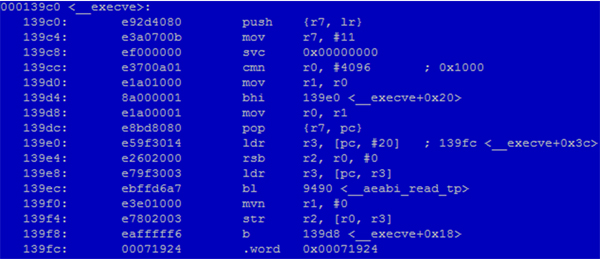 000139c0 <__execve>:
139c0: e92d4080 push {r7, lr}
139c4: e3a0700b mov r7, #11
139c8: ef000000 svc 0x00000000
139cc: e3700a01 cmn r0, #4096 ; 0x1000
139d0: e1a01000 mov r1, r0
139d4: 8a000001 bhi 139e0 <__execve+0x20>
139d8: e1a00001 mov r0, r1
139dc: e8bd8080 pop {r7, pc}
139e0: e59f3014 ldr r3, [pc, #20] ; 139fc <__execve+0x3c>
139e4: e2602000 rsb r2, r0, #0
139e8: e79f3003 ldr r3, [pc, r3]
139ec: ebffd6a7 bl 9490 <__aeabi_read_tp>
139f0: e3e01000 mvn r1, #0
139f4: e7802003 str r2, [r0, r3]
139f8: eafffff6 b 139d8 <__execve+0x18>
139fc: 00071924 .word 0x00071924